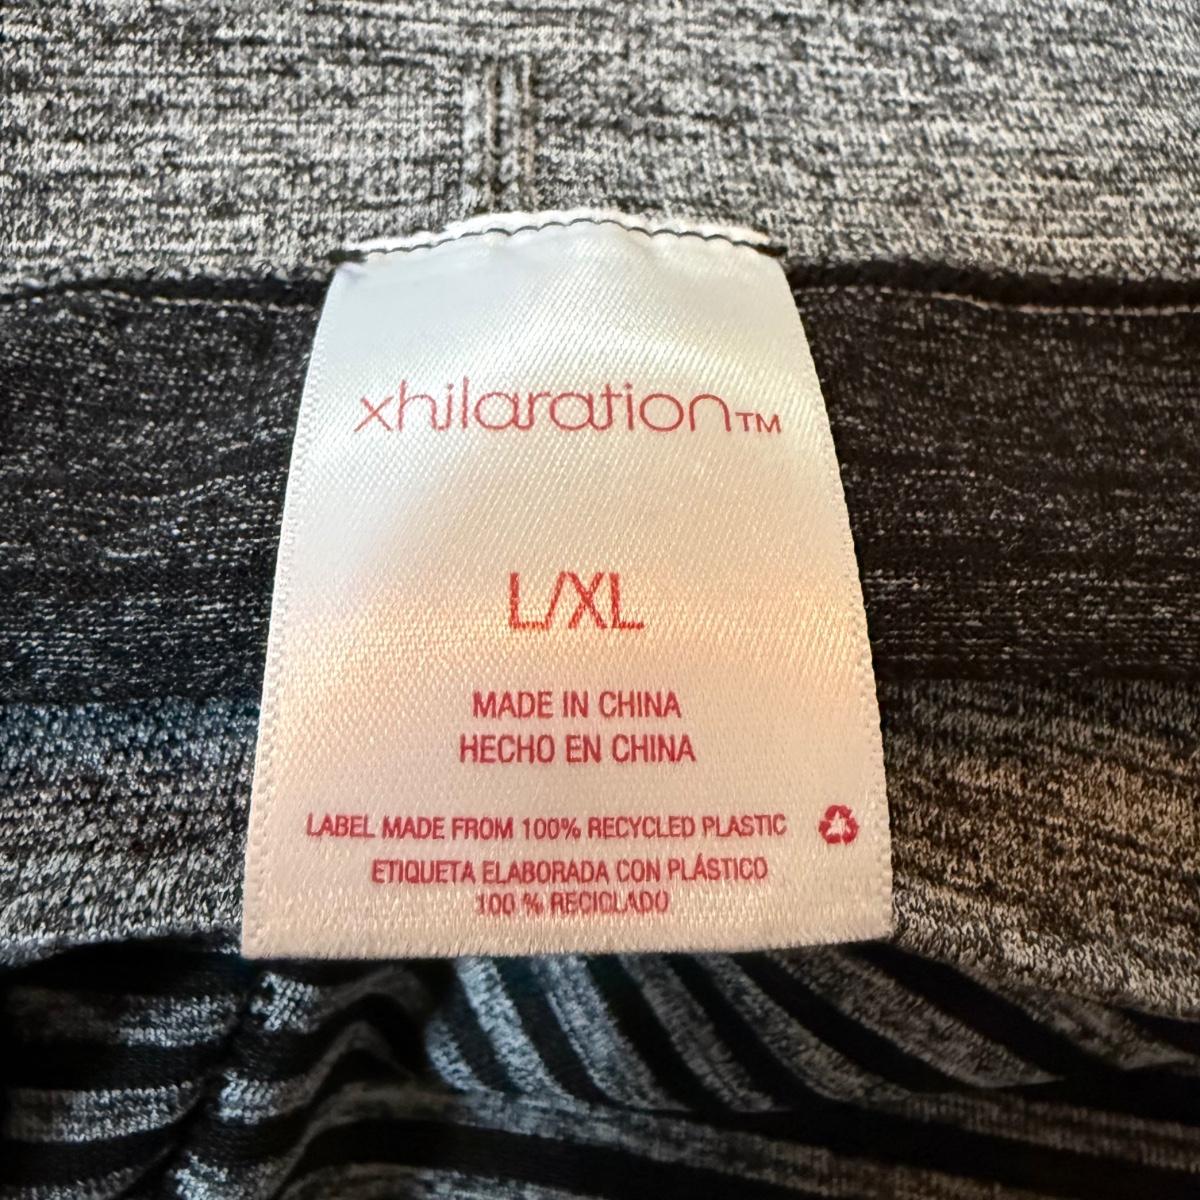 xhilaration™
L/XL
MADE IN CHINA
HECHO EN CHINA
LABEL MADE FROM 100% RECYCLED PLASTIC
ETIQUETA ELABORADA CON PLÁSTICO
100 % RECICLADO